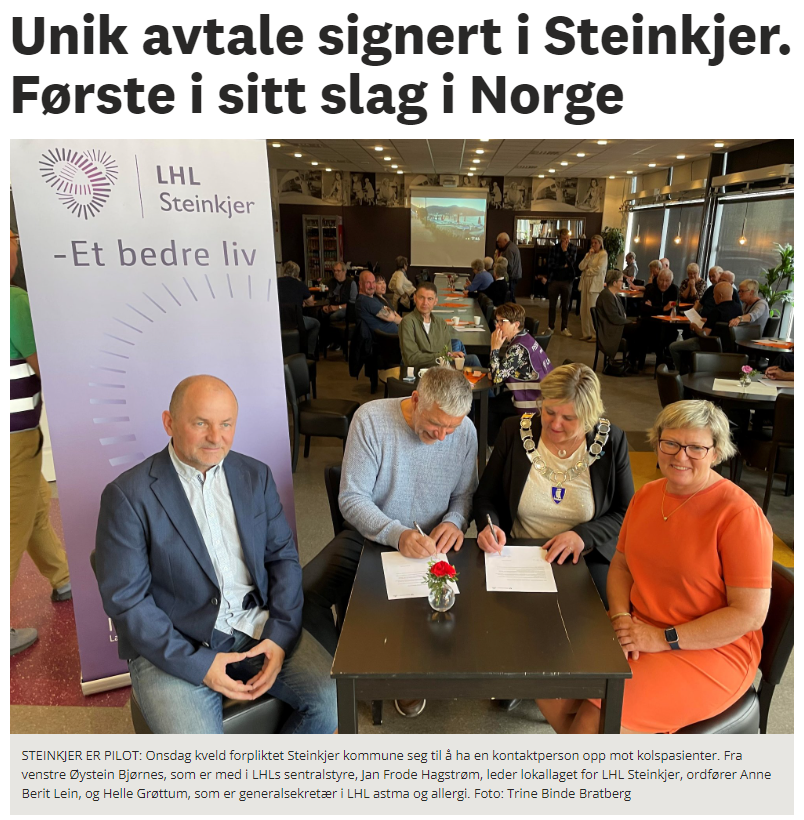 Unik avtale signert i Steinkjer.
Første i sitt slag i Norge
LHL
Steinkjer
-Et bedre liv
STEINKJER ER PILOT: Onsdag kveld forpliktet Steinkjer kommune seg til å ha en kontaktperson opp mot kolspasienter. Fra
venstre Øystein Bjørnes, som er med i LHLs sentralstyre, Jan Frode Hagstrøm, leder lokallaget for LHL Steinkjer, ordfører Anne
Berit Lein, og Helle Grøttum, som er generalsekretær i LHL astma og allergi. Foto: Trine Binde Bratberg